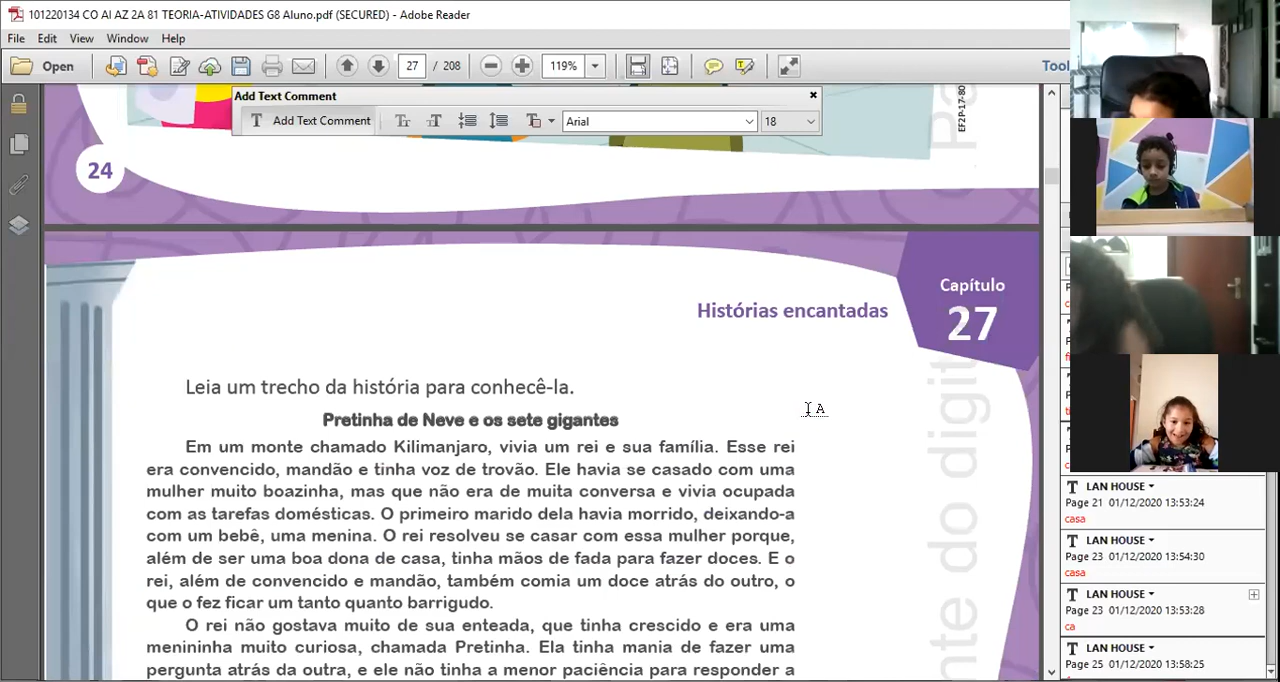 101220134 CO AI AZ 2A 81 TEORIA-ATIVIDADES G8 Aluno.pdf (SECURED) - Adobe Reader
File Edit View Window Help
Open 27 / 208 119% Tool
Add Text Comment
T Add Text Comment Arial 18
EF2P-17-80
24
Capítulo
27
Histórias encantadas
Leia um trecho da história para conhecê-la.
Pretinha de Neve e os sete gigantes
Em um monte chamado Kilimanjaro, vivia um rei e sua família. Esse rei
era convencido, mandão e tinha voz de trovão. Ele havia se casado com uma
mulher muito boazinha, mas que não era de muita conversa e vivia ocupada
com as tarefas domésticas. O primeiro marido dela havia morrido, deixando-a
com um bebê, uma menina. O rei resolveu se casar com essa mulher porque,
além de ser uma boa dona de casa, tinha mãos de fada para fazer doces. E o
rei, além de convencido e mandão, também comia um doce atrás do outro, o
que o fez ficar um tanto quanto barrigudo.
O rei não gostava muito de sua enteada, que tinha crescido e era uma
menininha muito curiosa, chamada Pretinha. Ela tinha mania de fazer uma
pergunta atrás da outra, e ele não tinha a menor paciência para responder a
nte do digit
LAN HOUSE
Page 21 01/12/2020 13:53:24
casa
LAN HOUSE
Page 23 01/12/2020 13:54:30
casa
LAN HOUSE
Page 23 01/12/2020 13:53:28
ca
LAN HOUSE
Page 25 01/12/2020 13:58:25